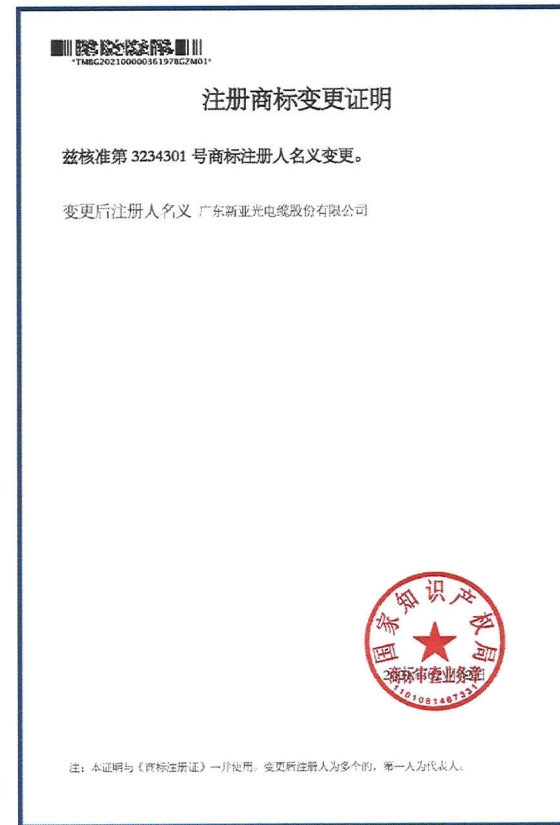 *TMBG2021000003619​78GZM01*
注册商标变更证明
兹核准第 3234301 号商标注册人名义变更。
变更后注册人名义 广东新亚光电缆股份有限公司
国家知识产权局
商标审查业务章
1101081467331
注:本证明与《商标注册证》一并使用。变更后注册人为多个的,第一人为代表人。